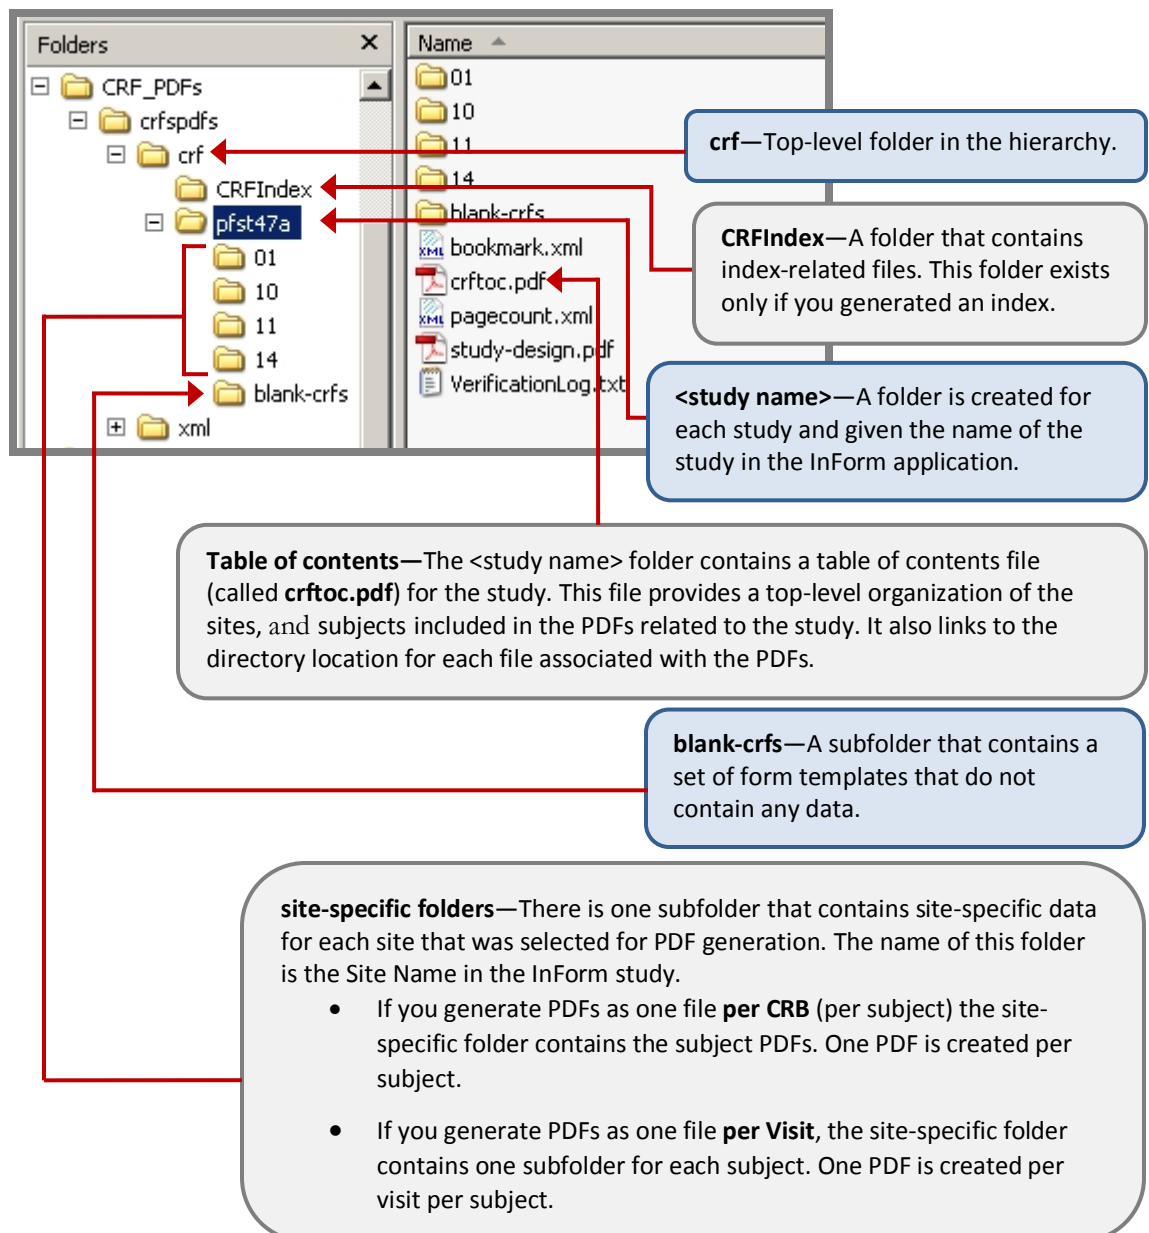 Folders
CRF_PDFs
crfspdfs
crf
CRFIndex
pfst47a
01
10
11
14
blank-crfs
xml
Name
01
10
11
14
blank-crfs
bookmark.xml
crftoc.pdf
pagecount.xml
study-design.pdf
VerificationLog.txt
crf—Top-level folder in the hierarchy.
CRFIndex—A folder that contains
index-related files. This folder exists
only if you generated an index.
<study name>—A folder is created for
each study and given the name of the
study in the InForm application.
Table of contents—The <study name> folder contains a table of contents file
(called crftoc.pdf) for the study. This file provides a top-level organization of the
sites, and subjects included in the PDFs related to the study. It also links to the
directory location for each file associated with the PDFs.
blank-crfs—A subfolder that contains a
set of form templates that do not
contain any data.
site-specific folders—There is one subfolder that contains site-specific data
for each site that was selected for PDF generation. The name of this folder
is the Site Name in the InForm study.
• If you generate PDFs as one file per CRB (per subject) the site-
specific folder contains the subject PDFs. One PDF is created per
subject.
• If you generate PDFs as one file per Visit, the site-specific folder
contains one subfolder for each subject. One PDF is created per
visit per subject.